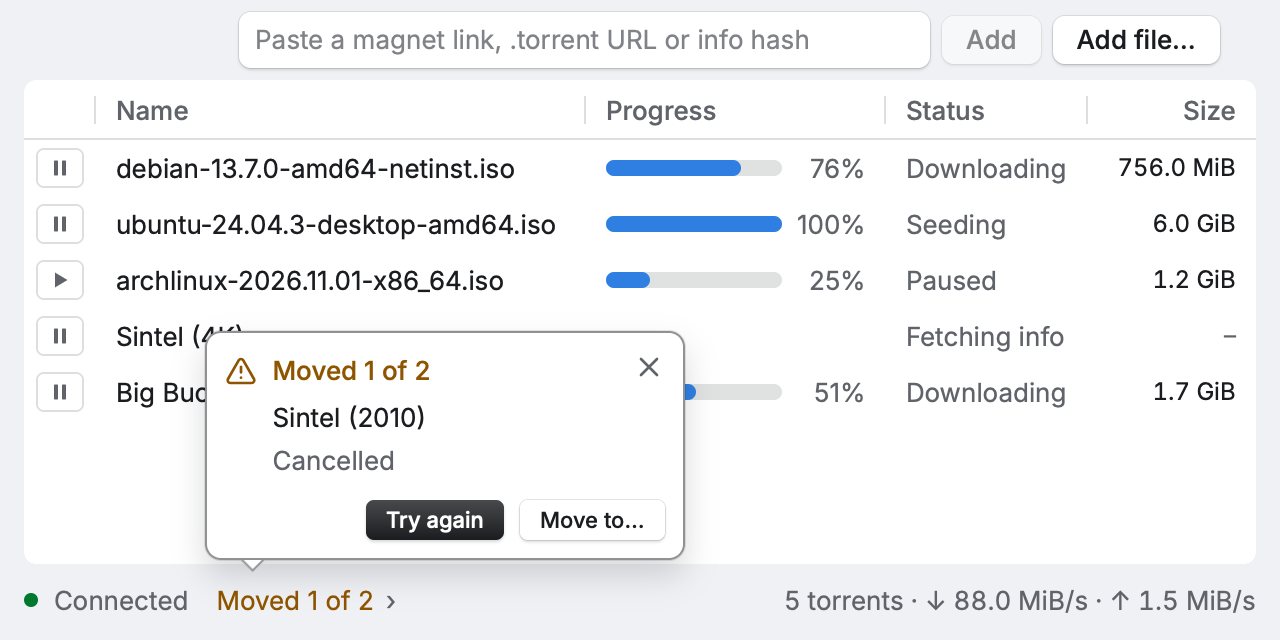 Paste a magnet link, .torrent URL or info hash Add Add file...
Name Progress Status Size
debian-13.7.0-amd64-netinst.iso 76% Downloading 756.0 MiB
ubuntu-24.04.3-desktop-amd64.iso 100% Seeding 6.0 GiB
archlinux-2026.11.01-x86_64.iso 25% Paused 1.2 GiB
Sintel Fetching info –
Big 51% Downloading 1.7 GiB
Moved 1 of 2
Sintel (2010)
Cancelled
Try again Move to...
Connected Moved 1 of 2 › 5 torrents · ↓ 88.0 MiB/s · ↑ 1.5 MiB/s